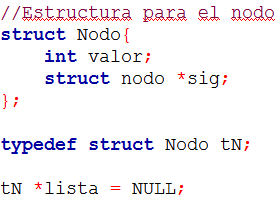 //Estructura para el nodo
struct Nodo{
    int valor;
    struct nodo *sig;
};
typedef struct Nodo tN;
tN *lista = NULL;